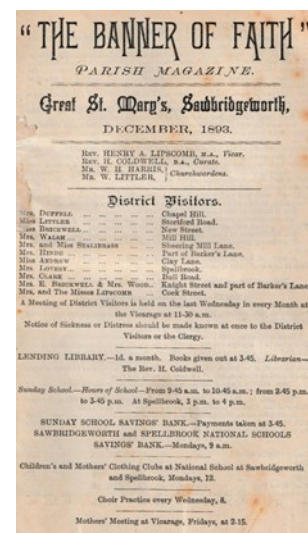 "THE BANNER OF FAITH"
PARISH MAGAZINE.
Great St. Mary's, Sawbridgeworth,
DECEMBER, 1893.
REV. HENRY A. LIPSCOMB, M.A., Vicar.
REV. H. COLDWELL, B.A., Curate.
MR. W. H. HARRIS, } Churchwardens.
MR. W. LITTLER, }
District Visitors.
MRS. DUFFELL ... ... ... ... Chapel Hill.
MISS LITTLER ... ... ... ... Stortford Road.
MISS BRICKWELL ... ... ... ... New Street.
MRS. WALSH ... ... ... ... Mill Hill.
MRS. and MISS STALIBRASS ... ... Sheering Mill Lane.
MRS. HINDE ... ... ... ... Part of Barker's Lane.
MISS ANDREW ... ... ... ... Clay Lane.
MRS. ... ... ... ... Spellbrook.
MRS. CLARK ... ... ... ... Bull Road.
MRS. E. BRICKWELL & MRS. WOOD.. Knight Street and part of Barker's Lane
MRS. and THE MISSES LIPSCOMB ... Cock Street.
A Meeting of District Visitors is held on the last Wednesday in every Month at
the Vicarage at 11-30 a.m.
Notice of Sickness or Distress should be made known at once to the District
Visitors or the Clergy.
LENDING LIBRARY.—1d. a month. Books given out at 3-45. Librarian—
The Rev. H. Coldwell.
Sunday School.—Hours of School—From 9-45 a.m. to 10-45 a.m.; from 2-45 p.m.
to 3-45 p.m. At Spellbrook, 3 p.m. to 4 p.m.
SUNDAY SCHOOL SAVINGS' BANK.—Payments taken at 3-45.
SAWBRIDGEWORTH and SPELLBROOK NATIONAL SCHOOLS
SAVINGS' BANK.—Mondays, 9 a.m.
Children's and Mothers' Clothing Clubs at National School at Sawbridgeworth
and Spellbrook, Mondays, 12.
Choir Practice every Wednesday, 8.
Mothers' Meeting at Vicarage, Fridays, at 2-15.